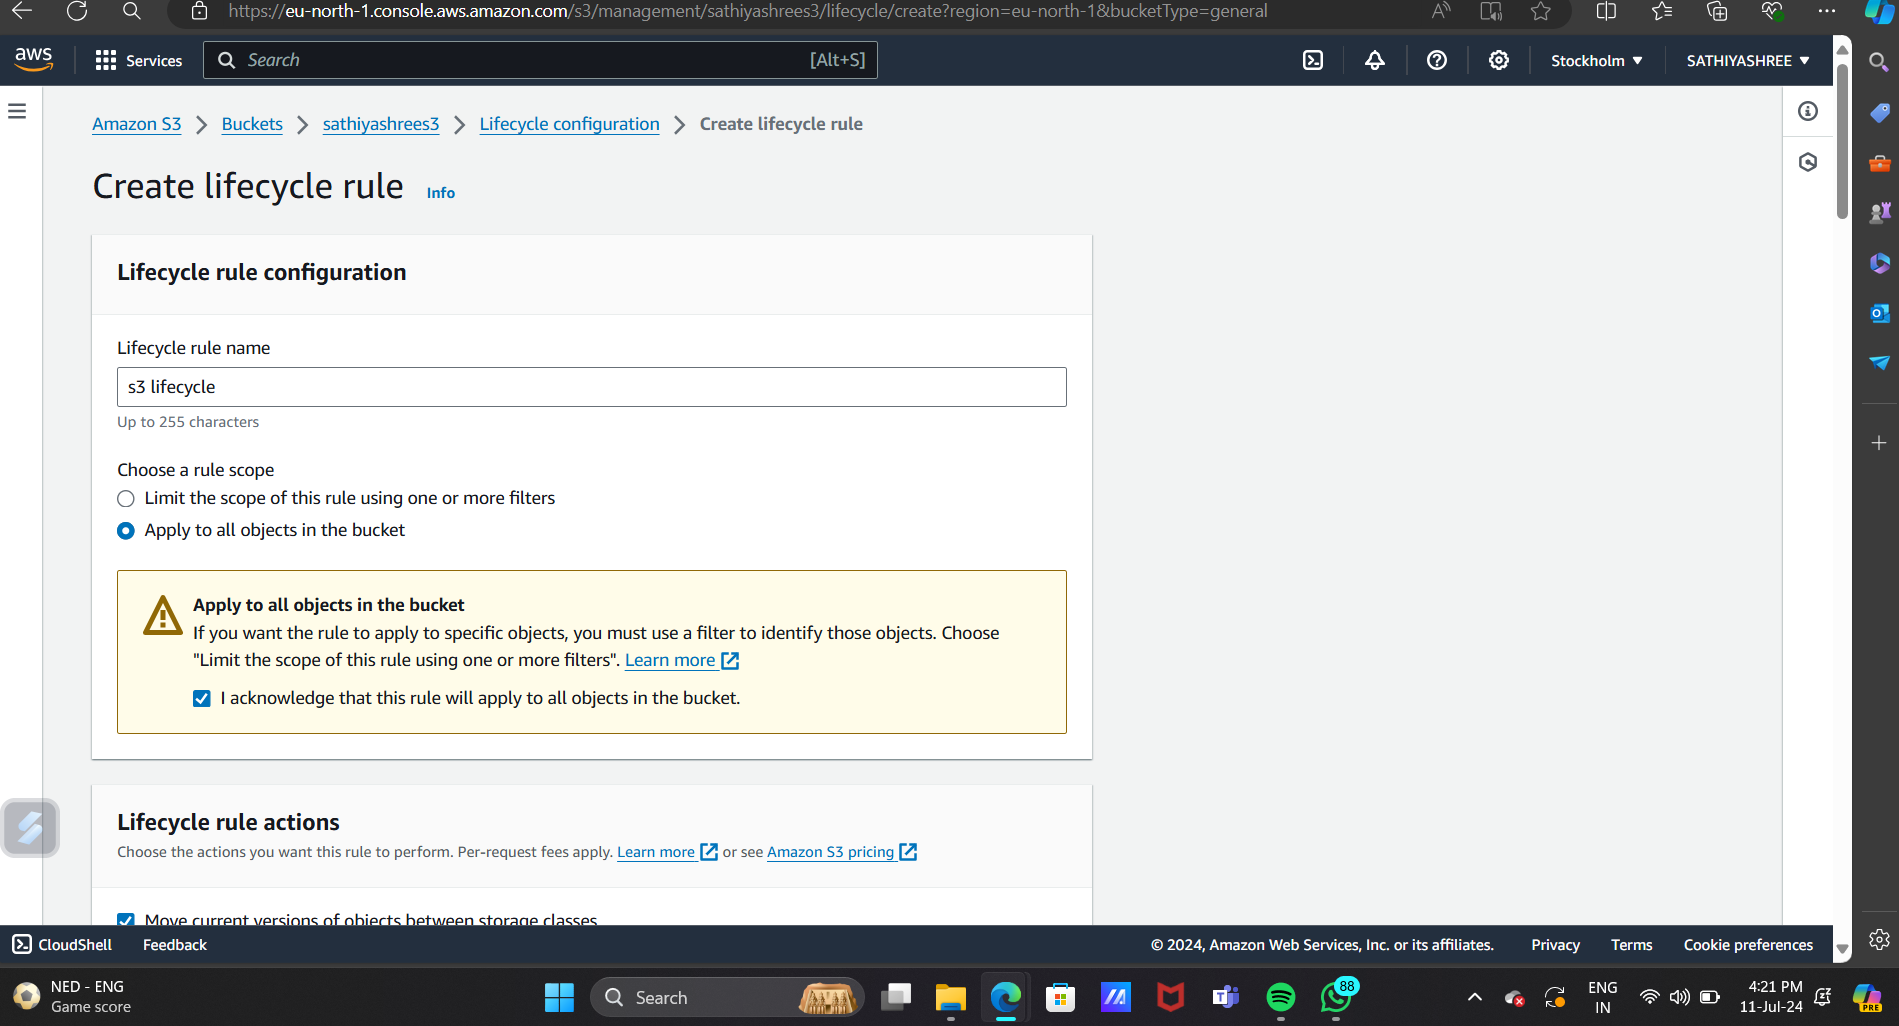 https://eu-north-1.console.aws.amazon.com/s3/management/sathiyashrees3/lifecycle/create?region=eu-north-1&bucketType=general
aws
Services
Search
[Alt+S]
Stockholm
SATHIYASHREE
Amazon S3 > Buckets > sathiyashrees3 > Lifecycle configuration > Create lifecycle rule
Create lifecycle rule
Info
Lifecycle rule configuration
Lifecycle rule name
s3 lifecycle
Up to 255 characters
Choose a rule scope
Limit the scope of this rule using one or more filters
Apply to all objects in the bucket
Apply to all objects in the bucket
If you want the rule to apply to specific objects, you must use a filter to identify those objects. Choose
"Limit the scope of this rule using one or more filters". Learn more
I acknowledge that this rule will apply to all objects in the bucket.
Lifecycle rule actions
Choose the actions you want this rule to perform. Per-request fees apply. Learn more or see Amazon S3 pricing
Move current versions of objects between storage classes
CloudShell
Feedback
© 2024, Amazon Web Services, Inc. or its affiliates.
Privacy
Terms
Cookie preferences
NED - ENG
Game score
Search
88
ENG
IN
4:21 PM
11-Jul-24
PRE